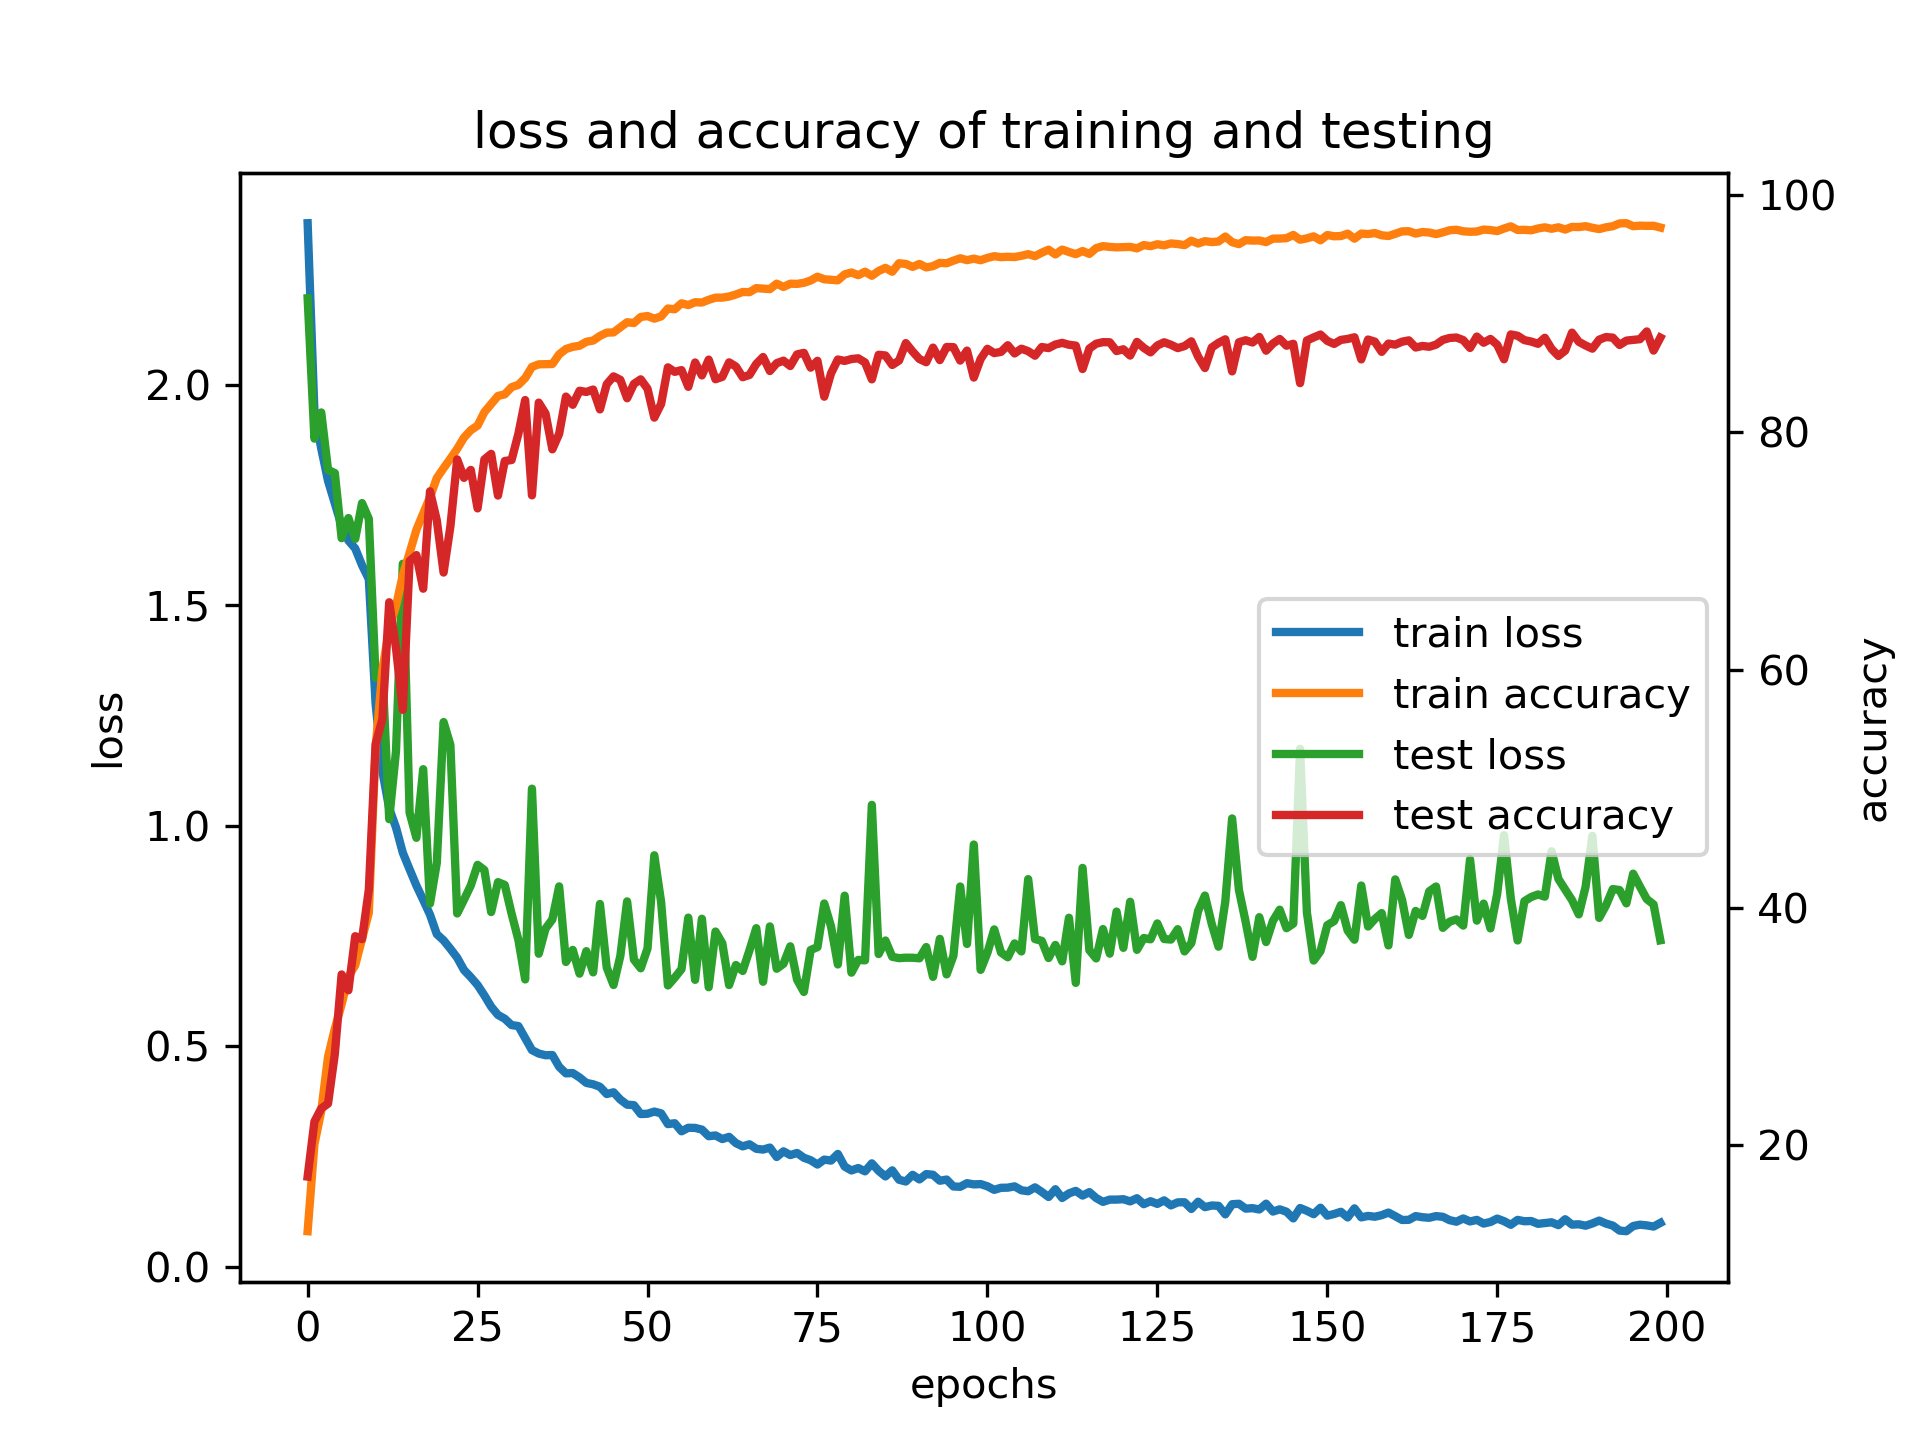 loss and accuracy of training and testing
100
80
60
40
20
accuracy
2.0
1.5
1.0
0.5
0.0
loss
train loss
train accuracy
test loss
test accuracy
0 25 50 75 100 125 150 175 200
epochs